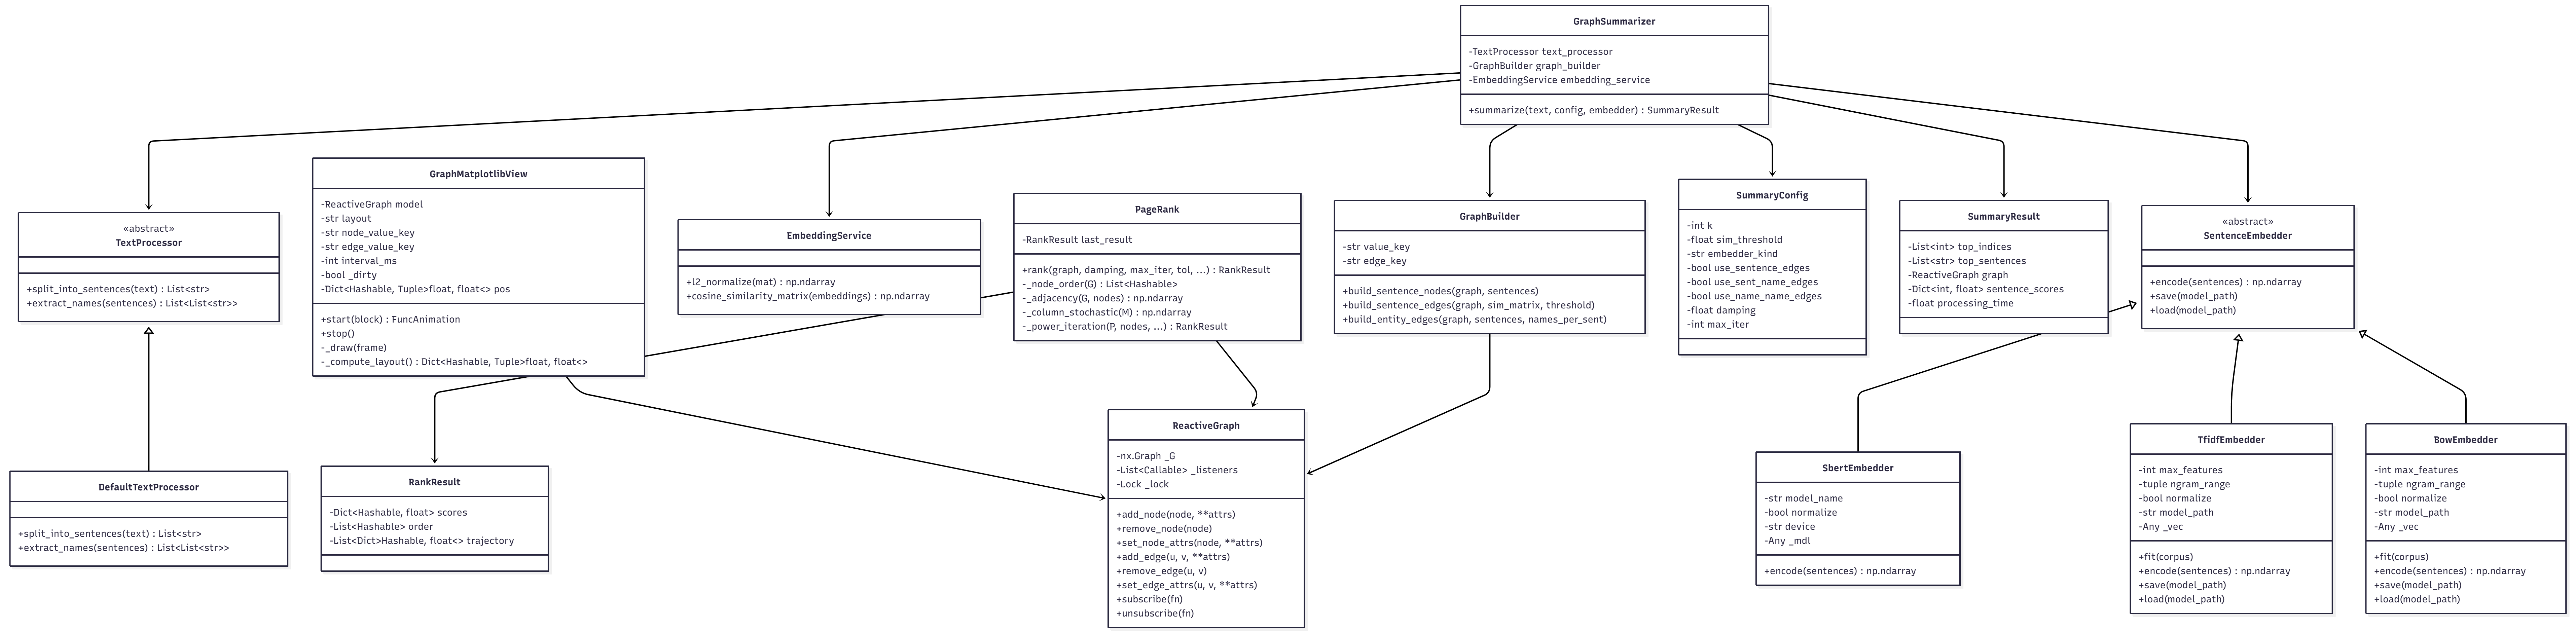 GraphSummarizer
-TextProcessor text_processor
-GraphBuilder graph_builder
-EmbeddingService embedding_service
+summarize(text, config, embedder) : SummaryResult
«abstract»
TextProcessor
+split_into_sentences(text) : List<str>
+extract_names(sentences) : List<List<str>>
GraphMatplotlibView
-ReactiveGraph model
-str layout
-str node_value_key
-str edge_value_key
-int interval_ms
-bool _dirty
-Dict<Hashable, Tuple>float, float<> pos
+start(block) : FuncAnimation
+stop()
-_draw(frame)
-_compute_layout() : Dict<Hashable, Tuple>float, float<>
EmbeddingService
+l2_normalize(mat) : np.ndarray
+cosine_similarity_matrix(embeddings) : np.ndarray
PageRank
-RankResult last_result
+rank(graph, damping, max_iter, tol, ...) : RankResult
-_node_order(G) : List<Hashable>
-_adjacency(G, nodes) : np.ndarray
-_column_stochastic(M) : np.ndarray
-_power_iteration(P, nodes, ...) : RankResult
GraphBuilder
-str value_key
-str edge_key
+build_sentence_nodes(graph, sentences)
+build_sentence_edges(graph, sim_matrix, threshold)
+build_entity_edges(graph, sentences, names_per_sent)
SummaryConfig
-int k
-float sim_threshold
-str embedder_kind
-bool use_sentence_edges
-bool use_sent_name_edges
-bool use_name_name_edges
-float damping
-int max_iter
SummaryResult
-List<int> top_indices
-List<str> top_sentences
-ReactiveGraph graph
-Dict<int, float> sentence_scores
-float processing_time
«abstract»
SentenceEmbedder
+encode(sentences) : np.ndarray
+save(model_path)
+load(model_path)
DefaultTextProcessor
+split_into_sentences(text) : List<str>
+extract_names(sentences) : List<List<str>>
RankResult
-Dict<Hashable, float> scores
-List<Hashable> order
-List<Dict>Hashable, float<> trajectory
ReactiveGraph
-nx.Graph _G
-List<Callable> _listeners
-Lock _lock
+add_node(node, **attrs)
+remove_node(node)
+set_node_attrs(node, **attrs)
+add_edge(u, v, **attrs)
+remove_edge(u, v)
+set_edge_attrs(u, v, **attrs)
+subscribe(fn)
+unsubscribe(fn)
SbertEmbedder
-str model_name
-bool normalize
-str device
-Any _mdl
+encode(sentences) : np.ndarray
TfidfEmbedder
-int max_features
-tuple ngram_range
-bool normalize
-str model_path
-Any _vec
+fit(corpus)
+encode(sentences) : np.ndarray
+save(model_path)
+load(model_path)
BowEmbedder
-int max_features
-tuple ngram_range
-bool normalize
-str model_path
-Any _vec
+fit(corpus)
+encode(sentences) : np.ndarray
+save(model_path)
+load(model_path)